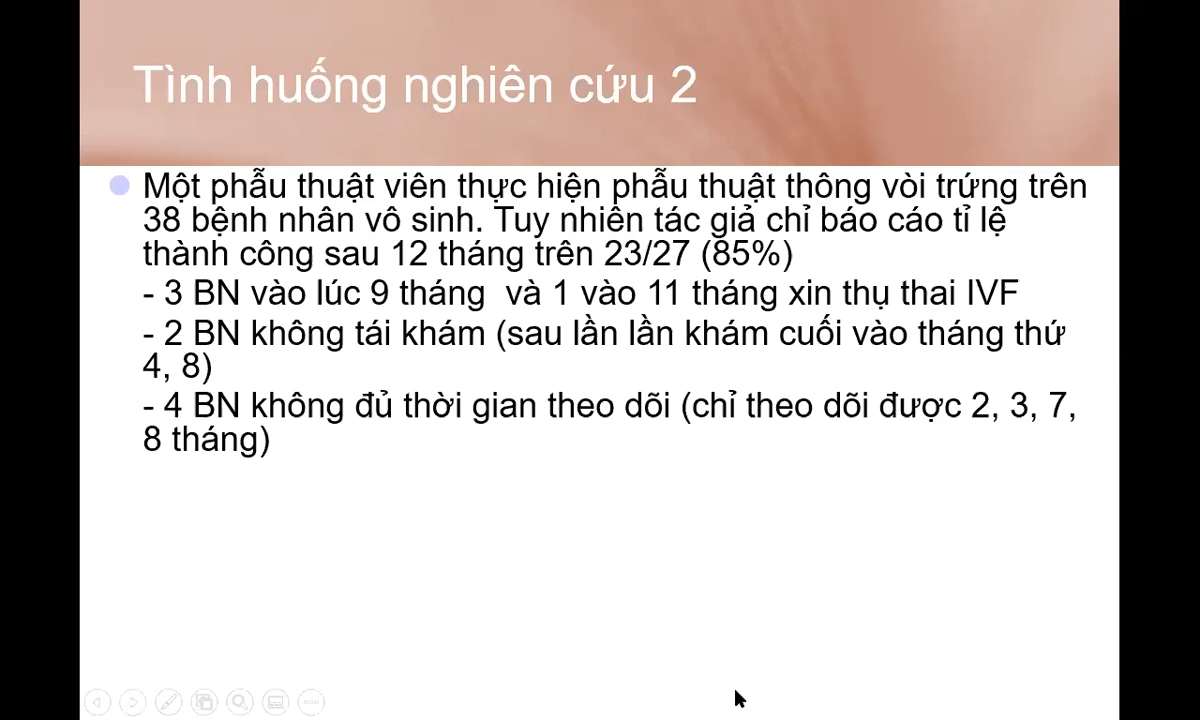 Tình huống nghiên cứu 2
Một phẫu thuật viên thực hiện phẫu thuật thông vòi trứng trên
38 bệnh nhân vô sinh. Tuy nhiên tác giả chỉ báo cáo tỉ lệ
thành công sau 12 tháng trên 23/27 (85%)
- 3 BN vào lúc 9 tháng  và 1 vào 11 tháng xin thụ thai IVF
- 2 BN không tái khám (sau lần lần khám cuối vào tháng thứ
4, 8)
- 4 BN không đủ thời gian theo dõi (chỉ theo dõi được 2, 3, 7,
8 tháng)